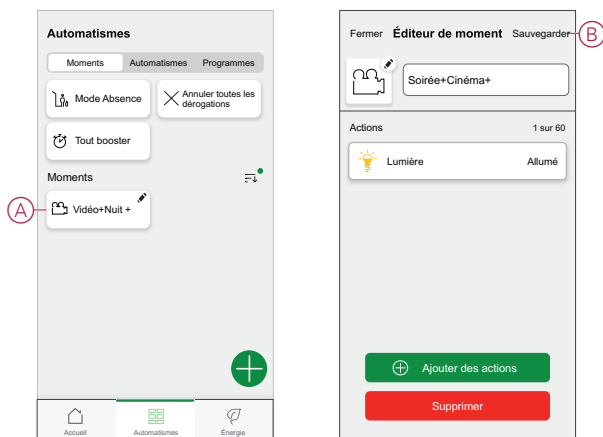 Automatismes
Moments Automatismes Programmes
Mode Absence
Annuler toutes les
dérogations
Tout booster
Moments
A
Vidéo+Nuit +
Accueil Automatismes Énergie
Fermer Éditeur de moment Sauvegarder
B
Soirée+Cinéma+
Actions 1 sur 60
Lumière Allumé
Ajouter des actions
Supprimer